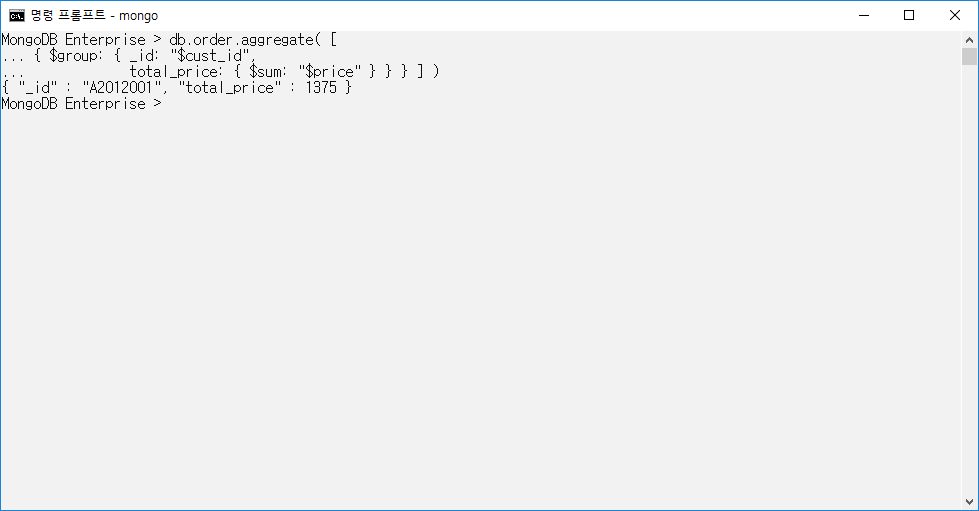 명령 프롬프트 - mongo
MongoDB Enterprise > db.order.aggregate( [
... { $group: { _id: "$cust_id",
...             total_price: { $sum: "$price" } } } ] )
{ "_id" : "A2012001", "total_price" : 1375 }
MongoDB Enterprise >